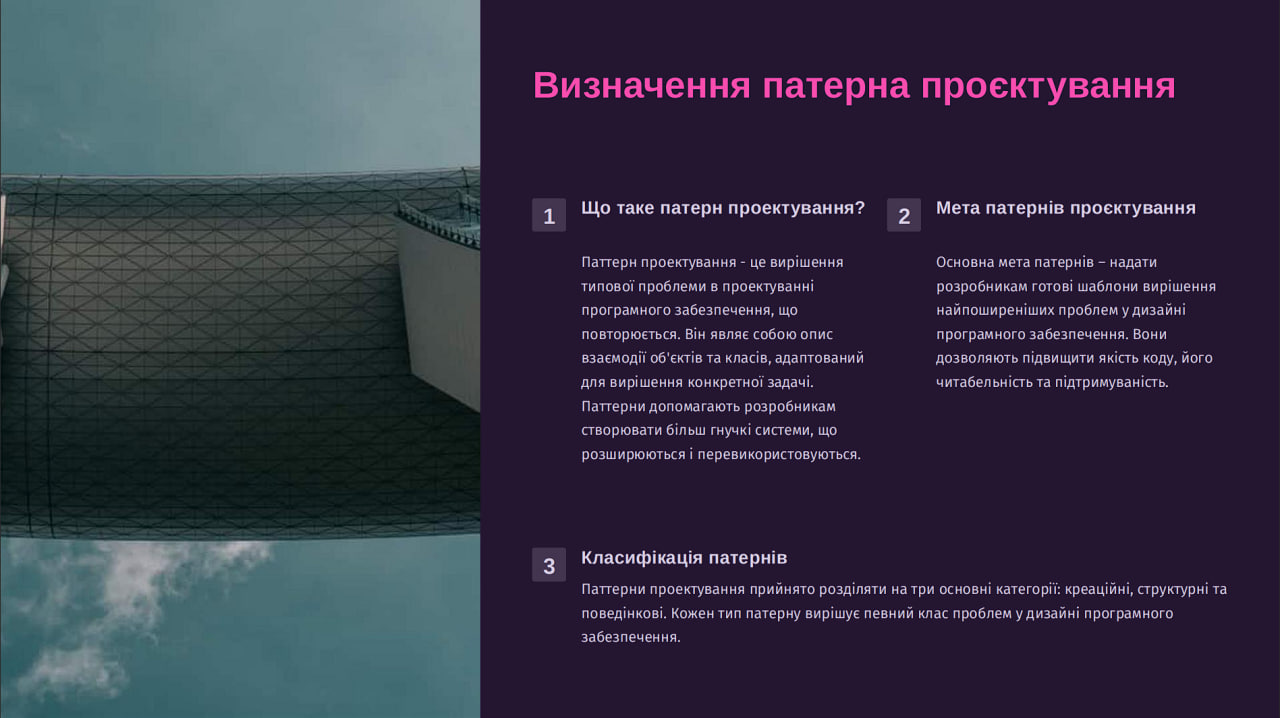 Визначення патерна проєктування
1
Що таке патерн проектування?
Паттерн проектування - це вирішення
типової проблеми в проектуванні
програмного забезпечення, що
повторюється. Він являє собою опис
взаємодії об'єктів та класів, адаптований
для вирішення конкретної задачі.
Паттерни допомагають розробникам
створювати більш гнучкі системи, що
розширюються і перевикористовуються.
2
Мета патернів проєктування
Основна мета патернів – надати
розробникам готові шаблони вирішення
найпоширеніших проблем у дизайні
програмного забезпечення. Вони
дозволяють підвищити якість коду, його
читабельність та підтримуваність.
3
Класифікація патернів
Паттерни проектування прийнято розділяти на три основні категорії: креаційні, структурні та
поведінкові. Кожен тип патерну вирішує певний клас проблем у дизайні програмного
забезпечення.